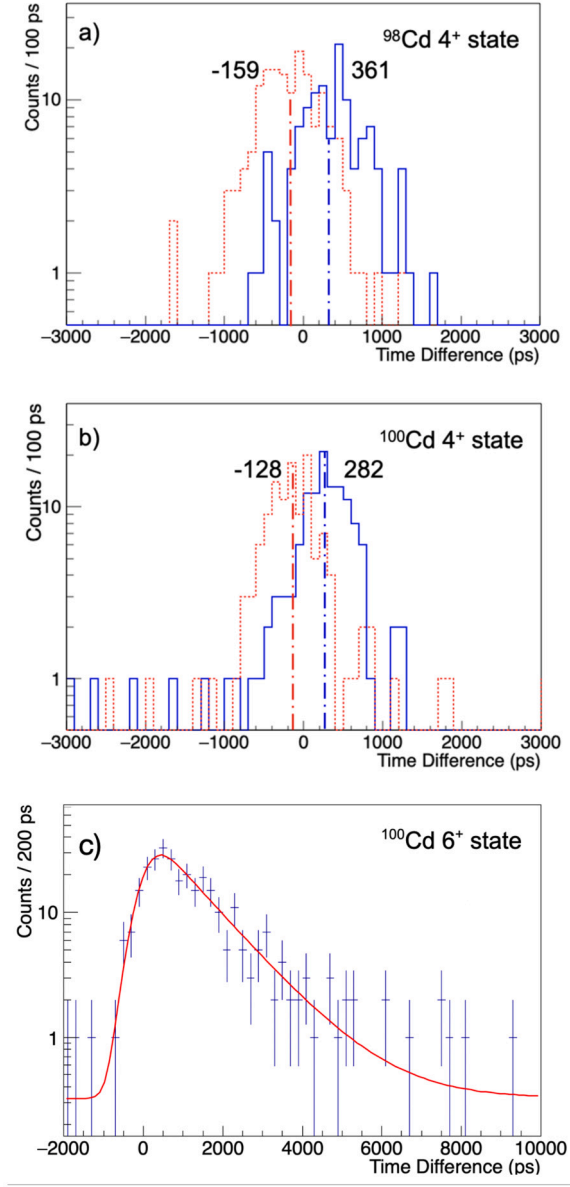 a)
⁹⁸Cd 4⁺ state
-159
361
Counts / 100 ps
10
1
−3000 −2000 −1000 0 1000 2000 3000
Time Difference (ps)
b)
¹⁰⁰Cd 4⁺ state
-128
282
Counts / 100 ps
10
1
−3000 −2000 −1000 0 1000 2000 3000
Time Difference (ps)
c)
¹⁰⁰Cd 6⁺ state
Counts / 200 ps
10
1
−2000 0 2000 4000 6000 8000 10000
Time Difference (ps)